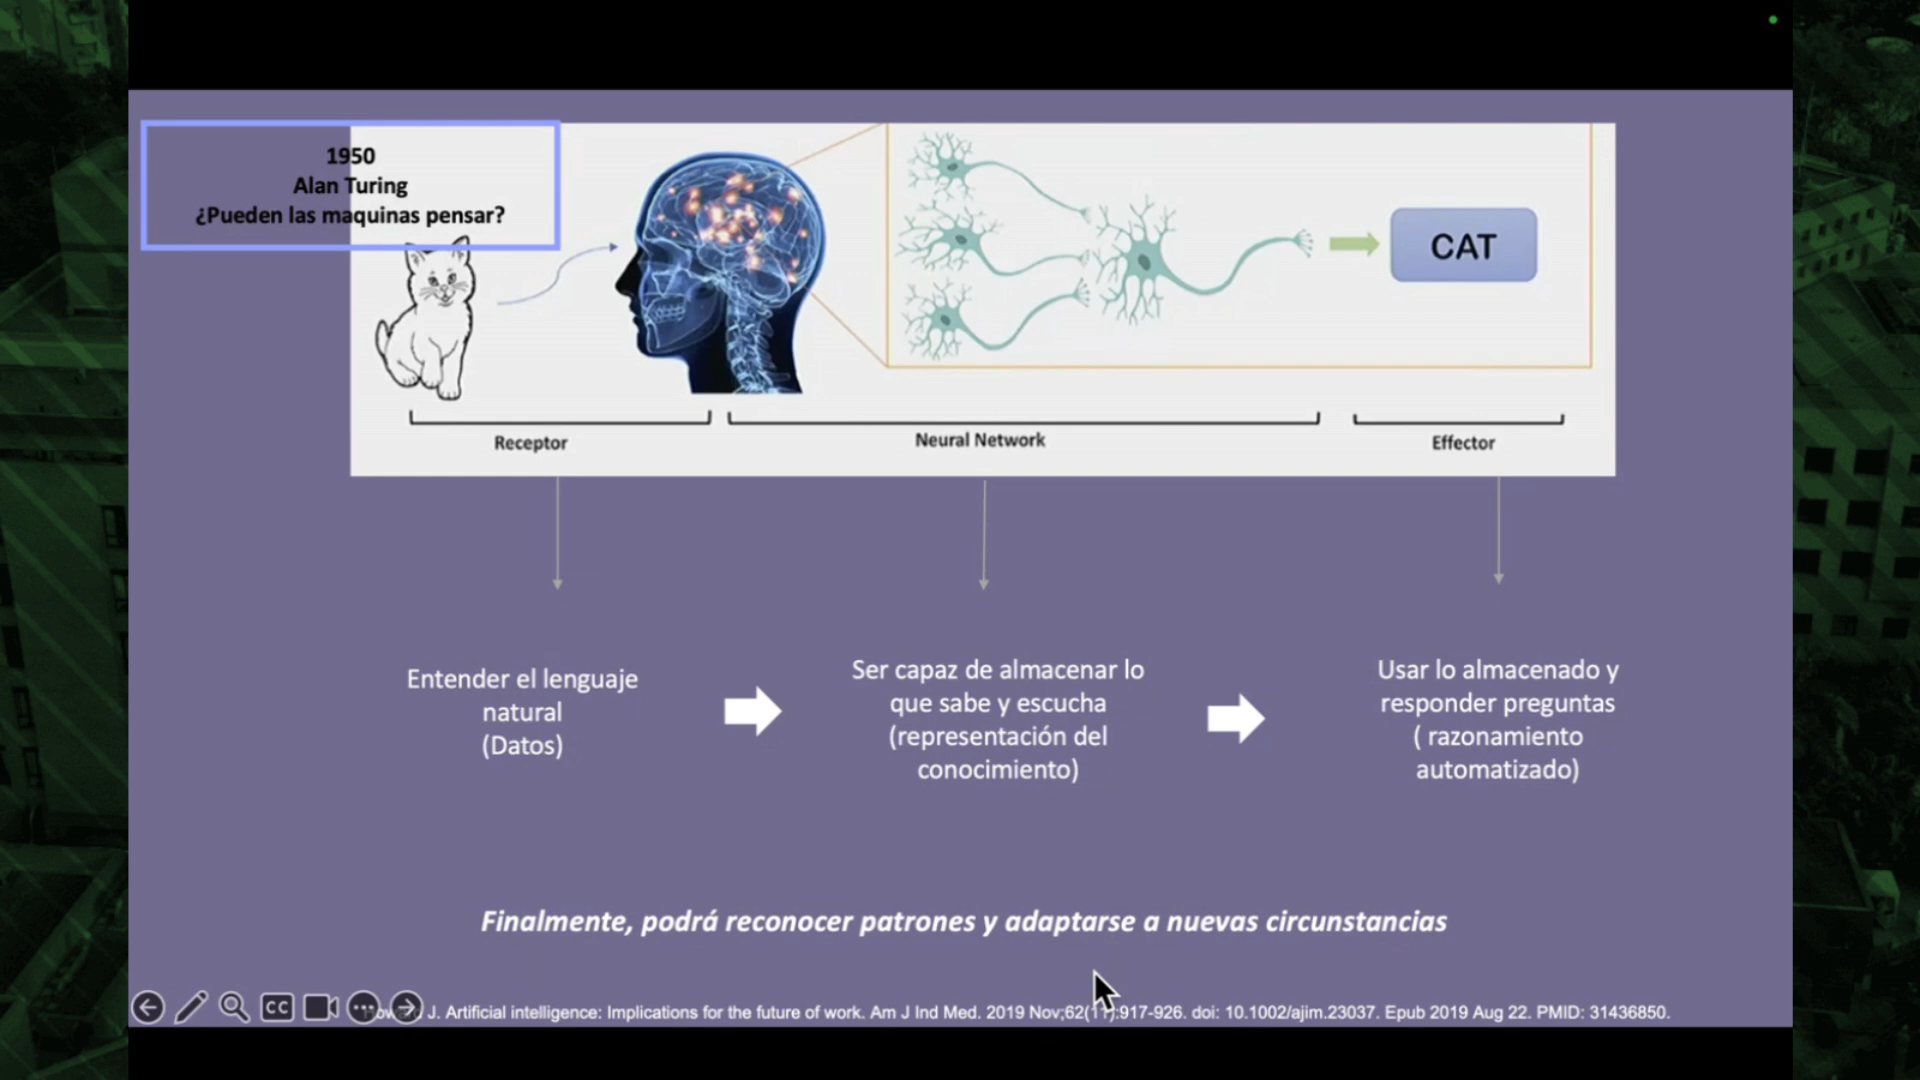 1950
Alan Turing
¿Pueden las maquinas pensar?
CAT
Receptor
Neural Network
Effector
Entender el lenguaje
natural
(Datos)
Ser capaz de almacenar lo
que sabe y escucha
(representación del
conocimiento)
Usar lo almacenado y
responder preguntas
( razonamiento
automatizado)
Finalmente, podrá reconocer patrones y adaptarse a nuevas circunstancias
CC
J. Artificial intelligence: Implications for the future of work. Am J Ind Med. 2019 Nov;62(11):917-926. doi: 10.1002/ajim.23037. Epub 2019 Aug 22. PMID: 31436850.